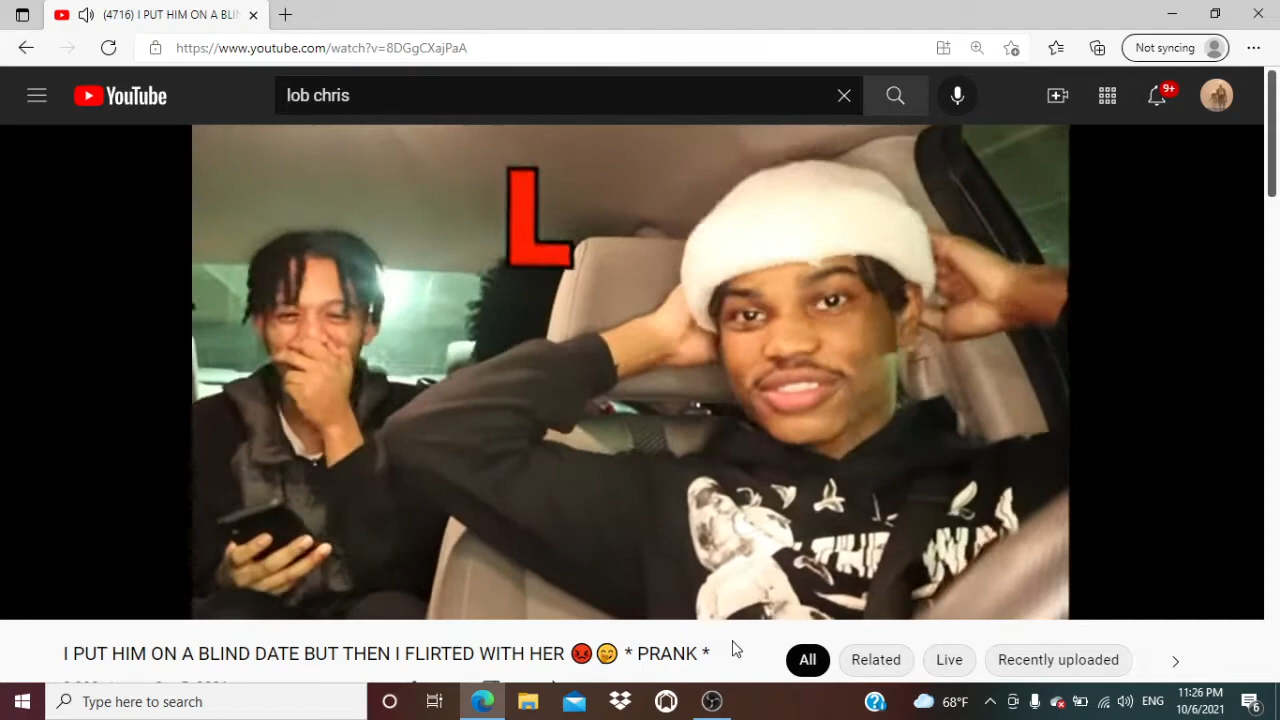 (4716) I PUT HIM ON A BLIN
https://www.youtube.com/watch?v=8DGgCXajPaA
Not syncing
YouTube
lob chris
9+
L
I PUT HIM ON A BLIND DATE BUT THEN I FLIRTED WITH HER 😡🤭 * PRANK *
All
Related
Live
Recently uploaded
Type here to search
68°F
ENG
11:26 PM
10/6/2021
6